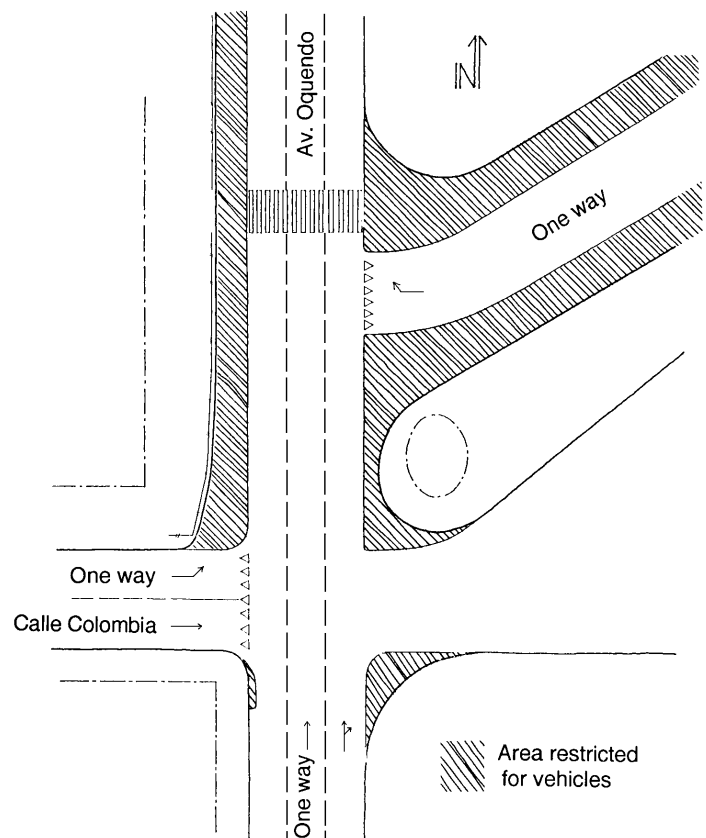 Av. Oquendo
N
One way
One way
Calle Colombia
One way
Area restricted
for vehicles